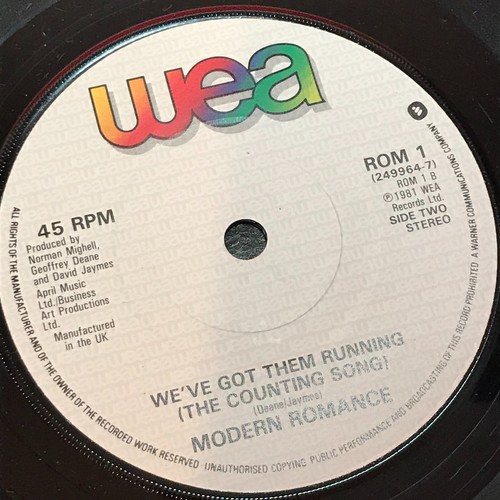 wea
45 RPM
Produced by
Norman Mighell,
Geoffrey Deane
and David Jaymes
April Music
Ltd./Business
Art Productions
Ltd.
Manufactured
in the UK
ROM 1
(249964-7)
ROM 1 B
℗ 1981 WEA
Records Ltd.
SIDE TWO
STEREO
WE'VE GOT THEM RUNNING
(THE COUNTING SONG)
(Deane/Jaymes)
MODERN ROMANCE
ALL RIGHTS OF THE MANUFACTURER AND OF THE OWNER OF THE RECORDED WORK RESERVED. UNAUTHORISED COPYING, PUBLIC PERFORMANCE AND BROADCASTING OF THIS RECORD PROHIBITED. A WARNER COMMUNICATIONS COMPANY.